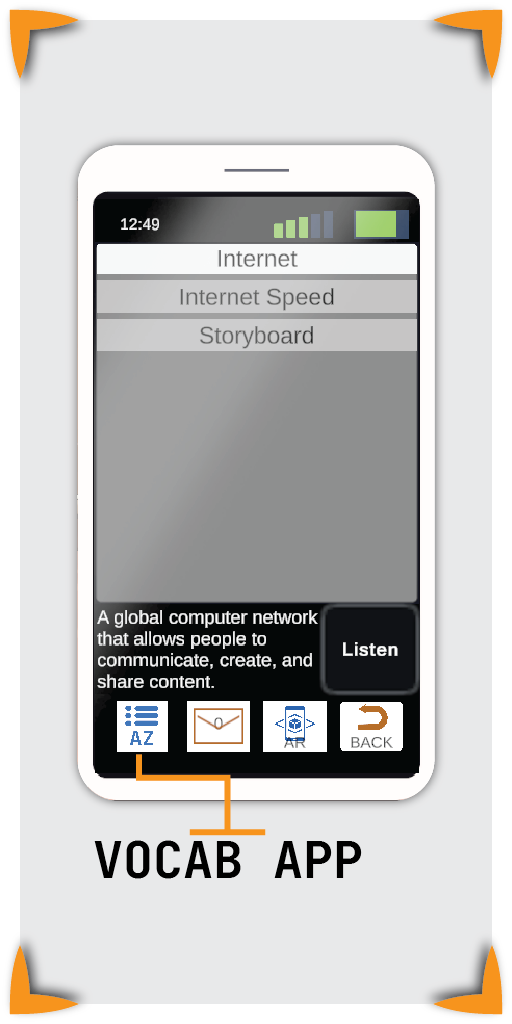 12:49
Internet
Internet Speed
Storyboard
A global computer network
that allows people to
communicate, create, and
share content.
Listen
AZ
0
AR
BACK
VOCAB APP